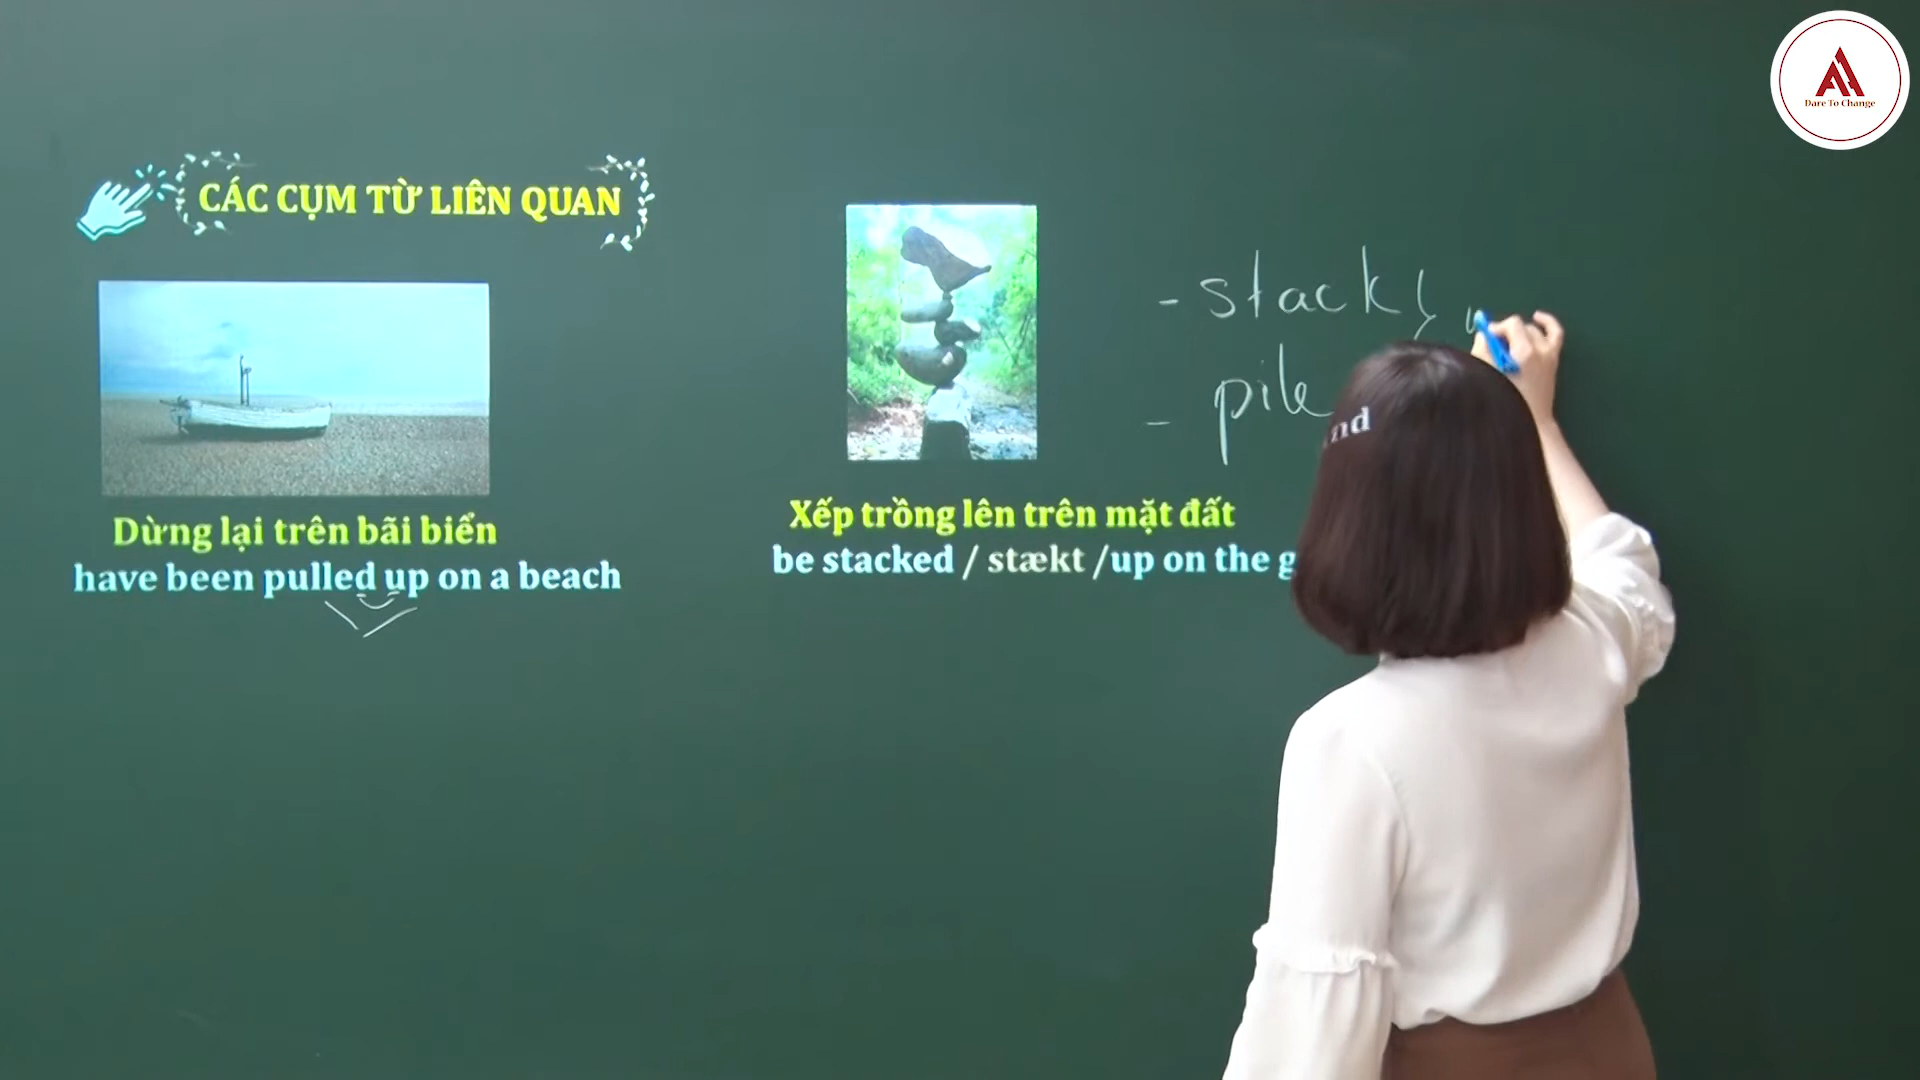 Dare To Change
CÁC CỤM TỪ LIÊN QUAN
Dừng lại trên bãi biển
have been pulled up on a beach
- stack
- pile
Xếp trồng lên trên mặt đất
be stacked / stækt /up on the